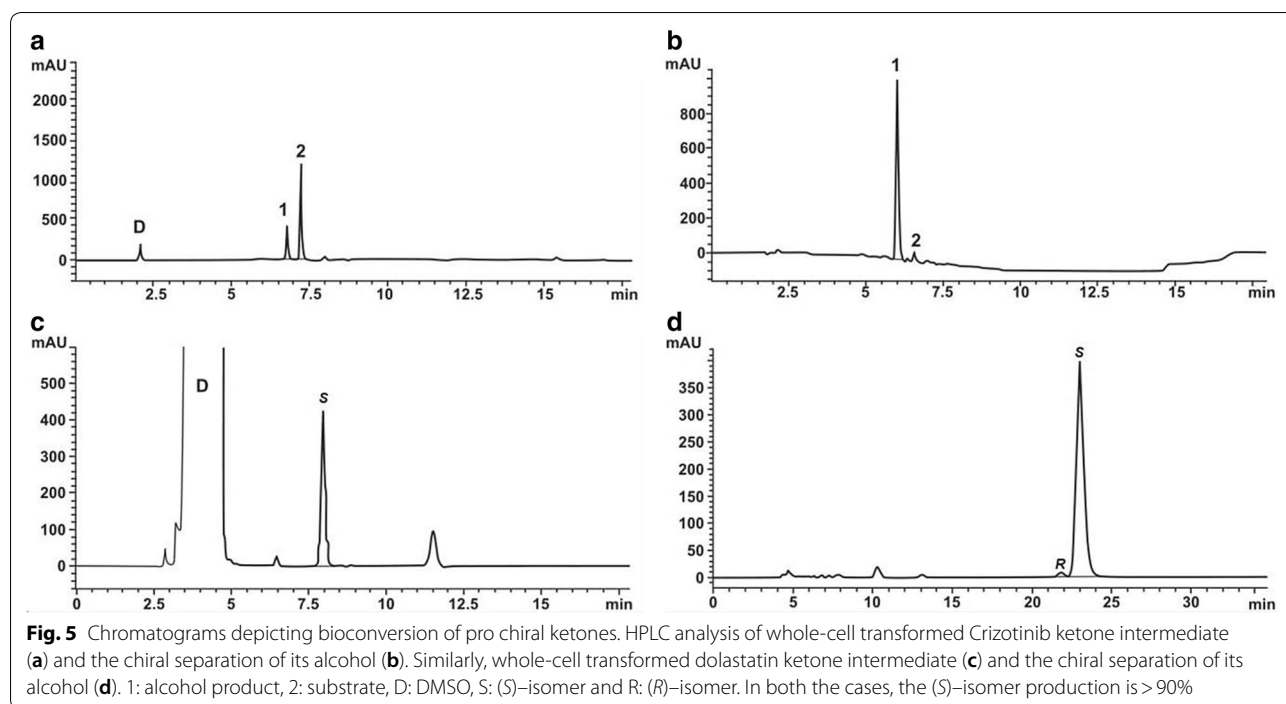 a
mAU
2000
1500
1000
500
0
D
1
2
2.5 5 7.5 10 12.5 15 min
b
mAU
800
600
400
200
0
1
2
2.5 5 7.5 10 12.5 15 min
c
mAU
500
400
300
200
100
0
D
S
0 2.5 5 7.5 10 12.5 15 min
d
mAU
350
300
250
200
150
100
50
0
S
R
0 5 10 15 20 25 30 min
Fig. 5 Chromatograms depicting bioconversion of pro chiral ketones. HPLC analysis of whole-cell transformed Crizotinib ketone intermediate
(a) and the chiral separation of its alcohol (b). Similarly, whole-cell transformed dolastatin ketone intermediate (c) and the chiral separation of its
alcohol (d). 1: alcohol product, 2: substrate, D: DMSO, S: (S)–isomer and R: (R)–isomer. In both the cases, the (S)–isomer production is > 90%